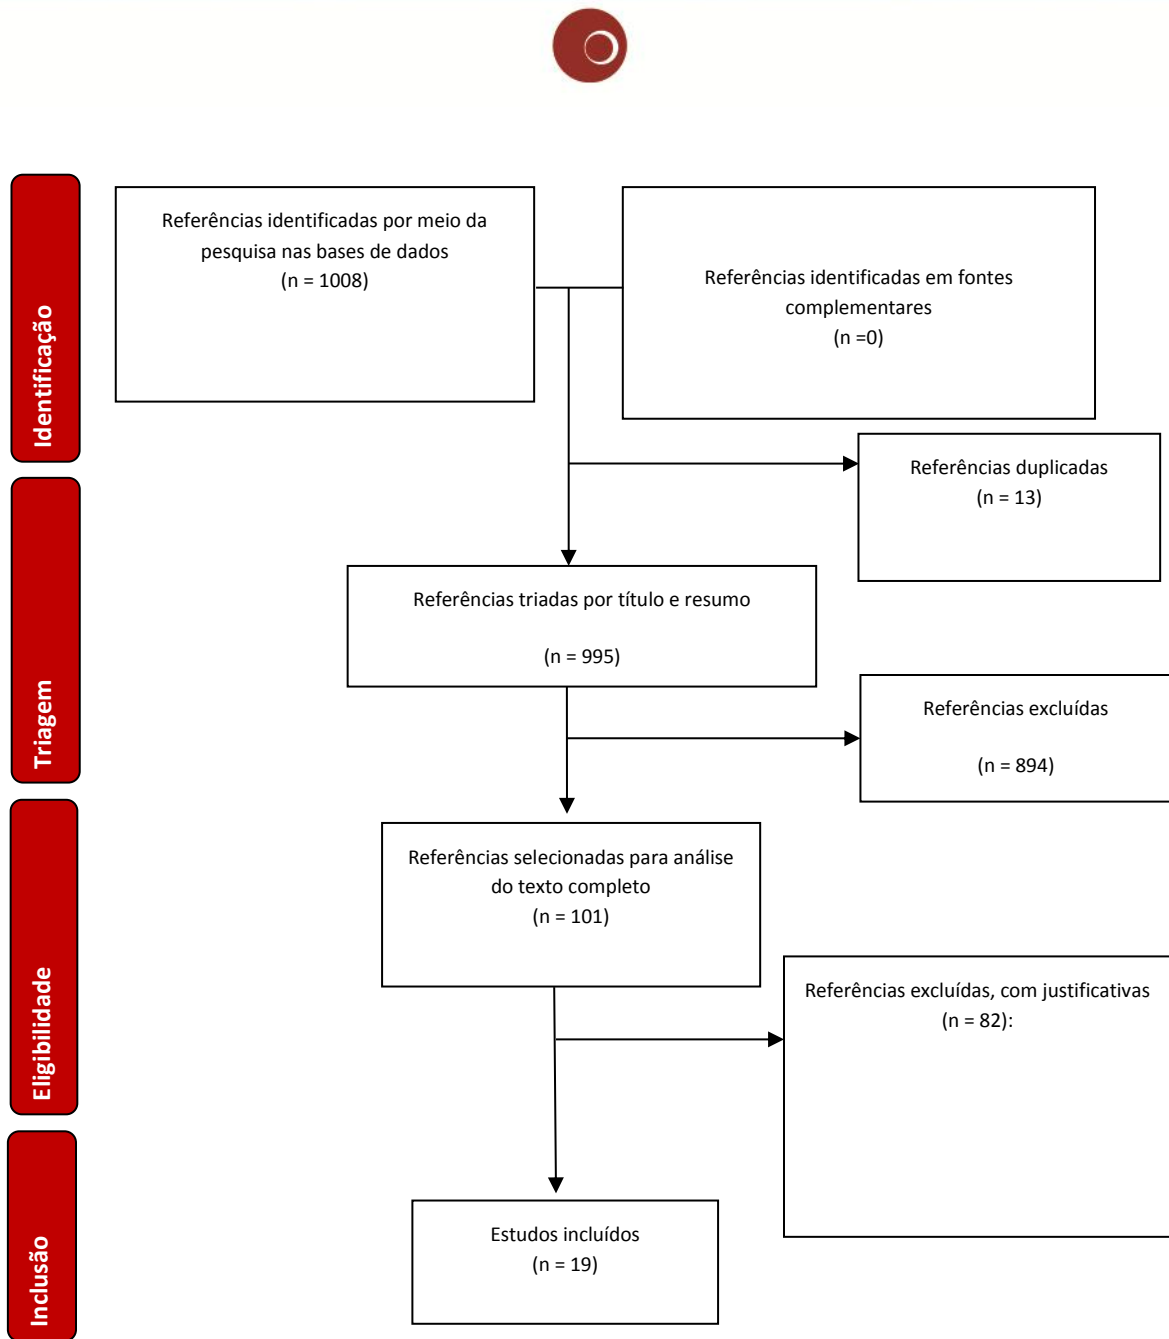 Identificação
Referências identificadas por meio da
pesquisa nas bases de dados
(n = 1008)
Referências identificadas em fontes
complementares
(n =0)
Referências duplicadas
(n = 13)
Triagem
Referências triadas por título e resumo
(n = 995)
Referências excluídas
(n = 894)
Eligibilidade
Referências selecionadas para análise
do texto completo
(n = 101)
Referências excluídas, com justificativas
(n = 82):
Inclusão
Estudos incluídos
(n = 19)